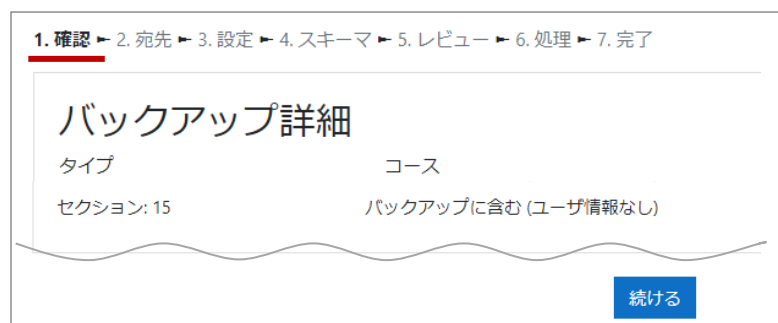 1. 確認 ► 2. 宛先 ► 3. 設定 ► 4. スキーマ ► 5. レビュー ► 6. 処理 ► 7. 完了
バックアップ詳細
タイプ コース
セクション: 15 バックアップに含む (ユーザ情報なし)
続ける